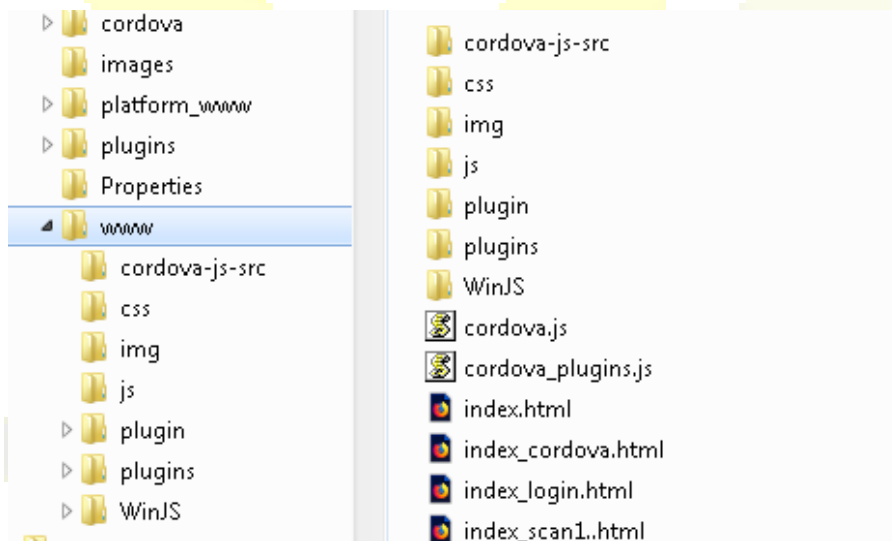 cordova
images
platform_www
plugins
Properties
www
cordova-js-src
css
img
js
plugin
plugins
WinJS
cordova-js-src
css
img
js
plugin
plugins
WinJS
cordova.js
cordova_plugins.js
index.html
index_cordova.html
index_login.html
index_scan1..html